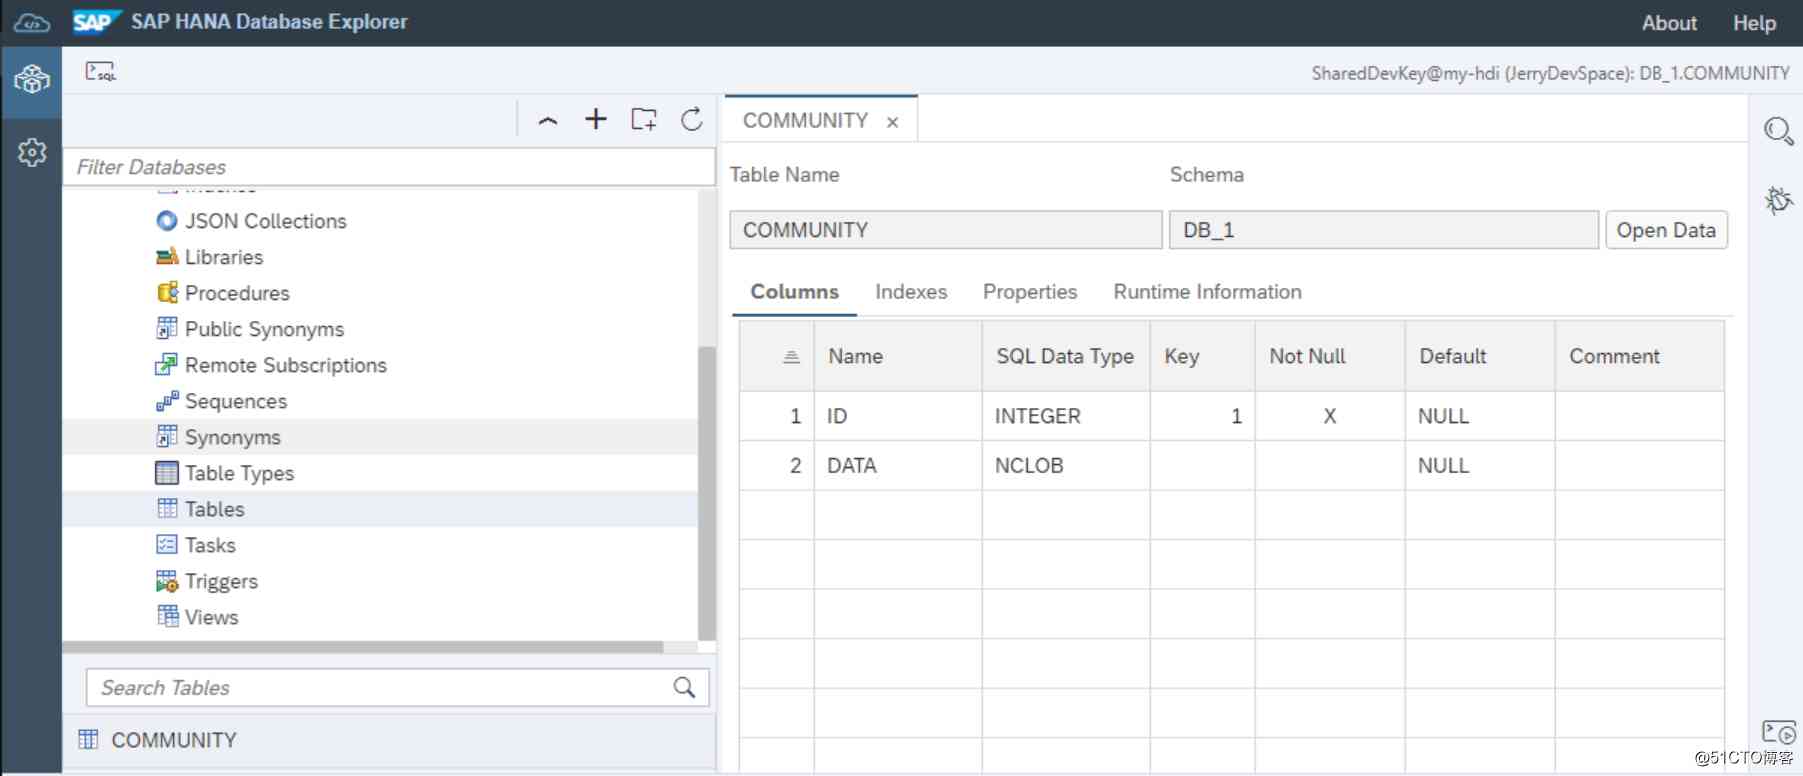 SAP SAP HANA Database Explorer About Help
SQL SharedDevKey@my-hdi (JerryDevSpace): DB_1.COMMUNITY
Filter Databases
JSON Collections
Libraries
Procedures
Public Synonyms
Remote Subscriptions
Sequences
Synonyms
Table Types
Tables
Tasks
Triggers
Views
Search Tables
COMMUNITY
COMMUNITY
Table Name Schema
COMMUNITY DB_1 Open Data
Columns Indexes Properties Runtime Information
Name SQL Data Type Key Not Null Default Comment
1 ID INTEGER 1 X NULL
2 DATA NCLOB NULL
@51CTO博客